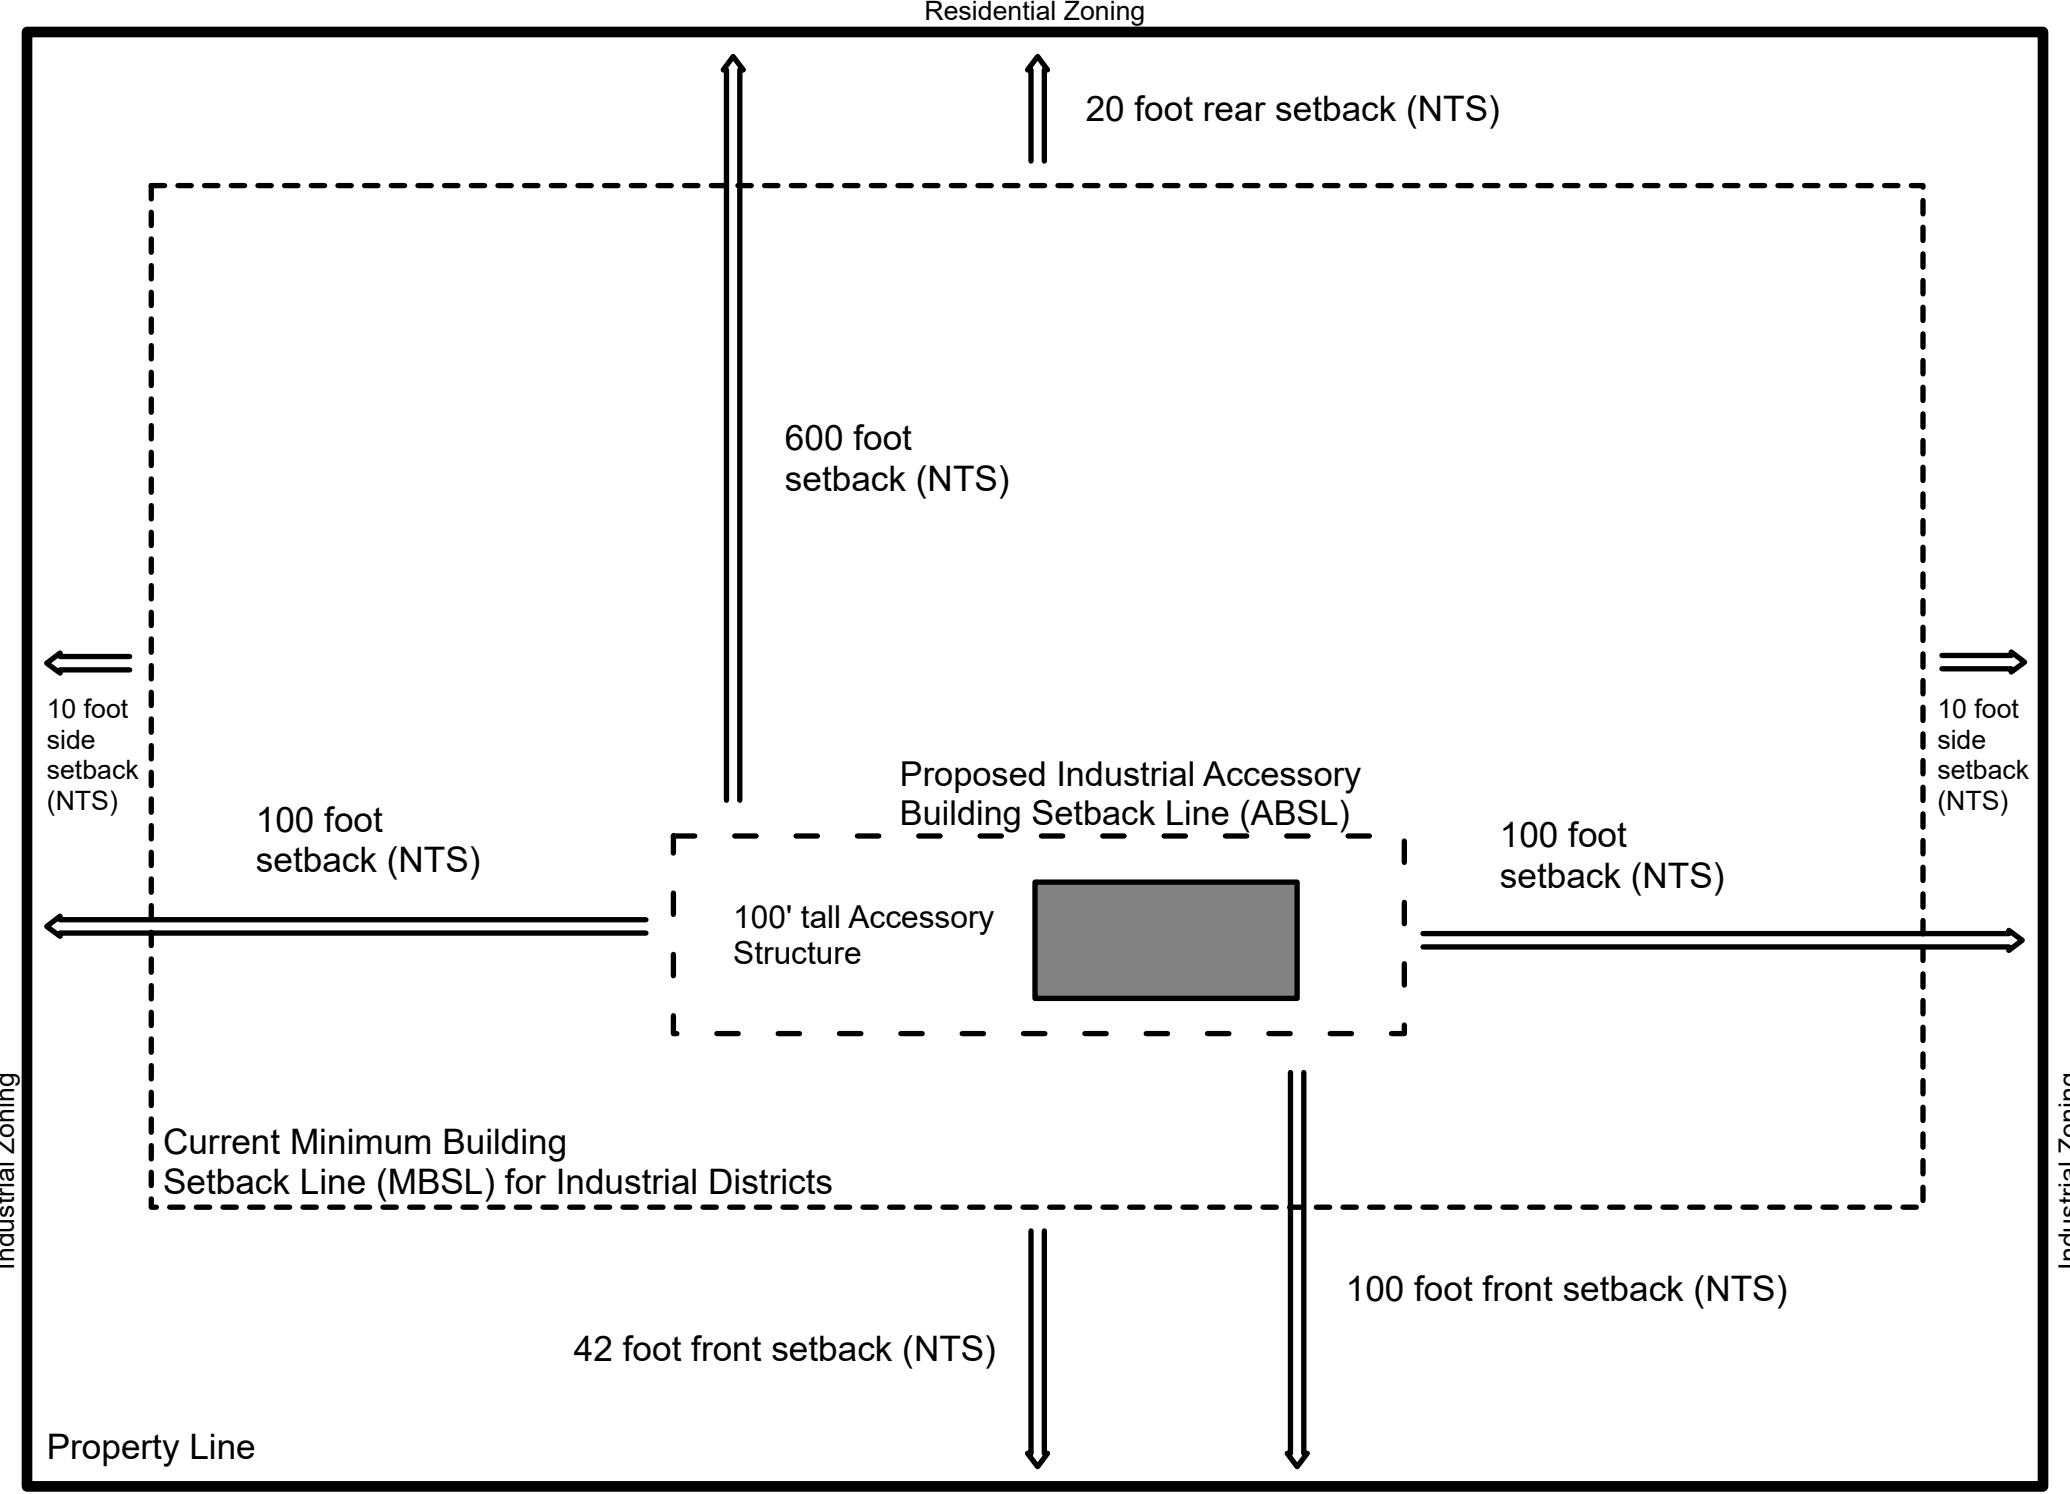 Residential Zoning
20 foot rear setback (NTS)
600 foot
setback (NTS)
10 foot
side
setback
(NTS)
10 foot
side
setback
(NTS)
Proposed Industrial Accessory
Building Setback Line (ABSL)
100 foot
setback (NTS)
100 foot
setback (NTS)
100' tall Accessory
Structure
Industrial Zoning
Industrial Zoning
Current Minimum Building
Setback Line (MBSL) for Industrial Districts
100 foot front setback (NTS)
42 foot front setback (NTS)
Property Line